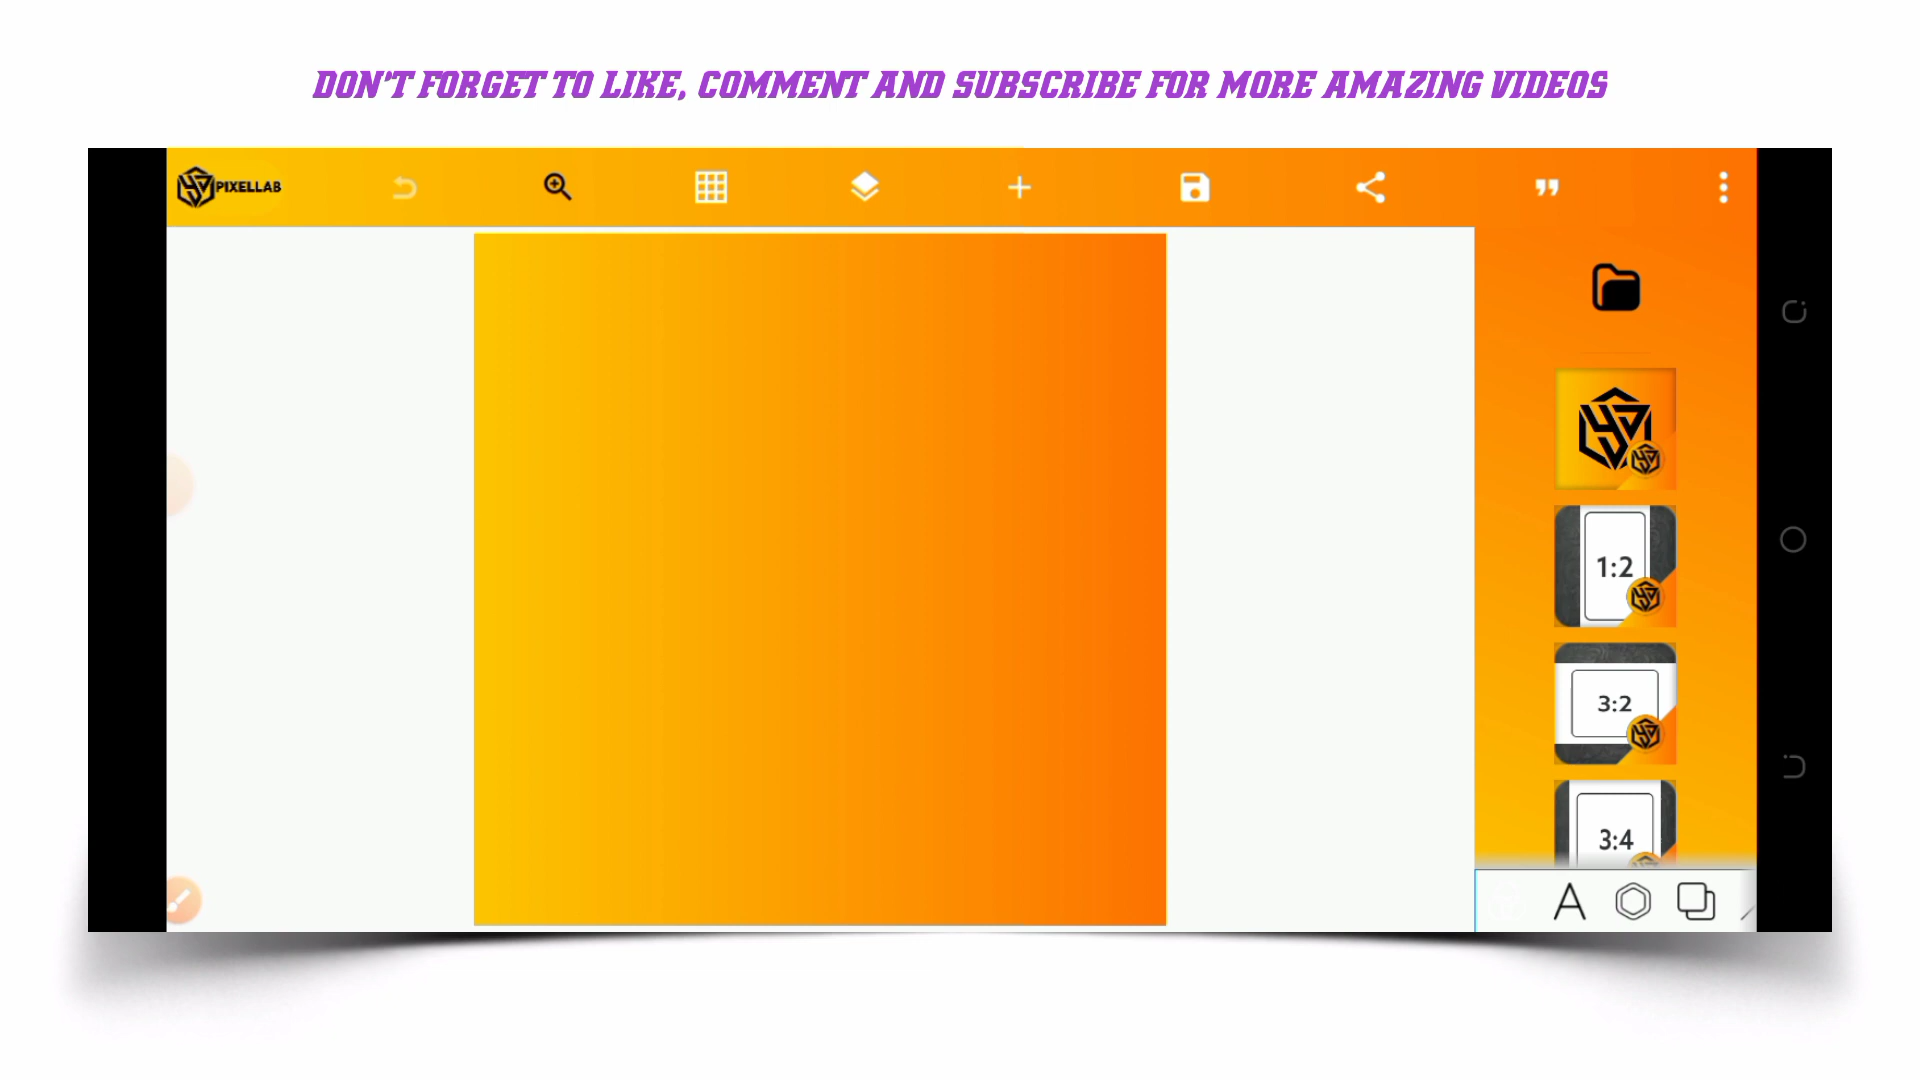 DON'T FORGET TO LIKE, COMMENT AND SUBSCRIBE FOR MORE AMAZING VIDEOS
PIXELLAB
1:2
3:2
3:4
A